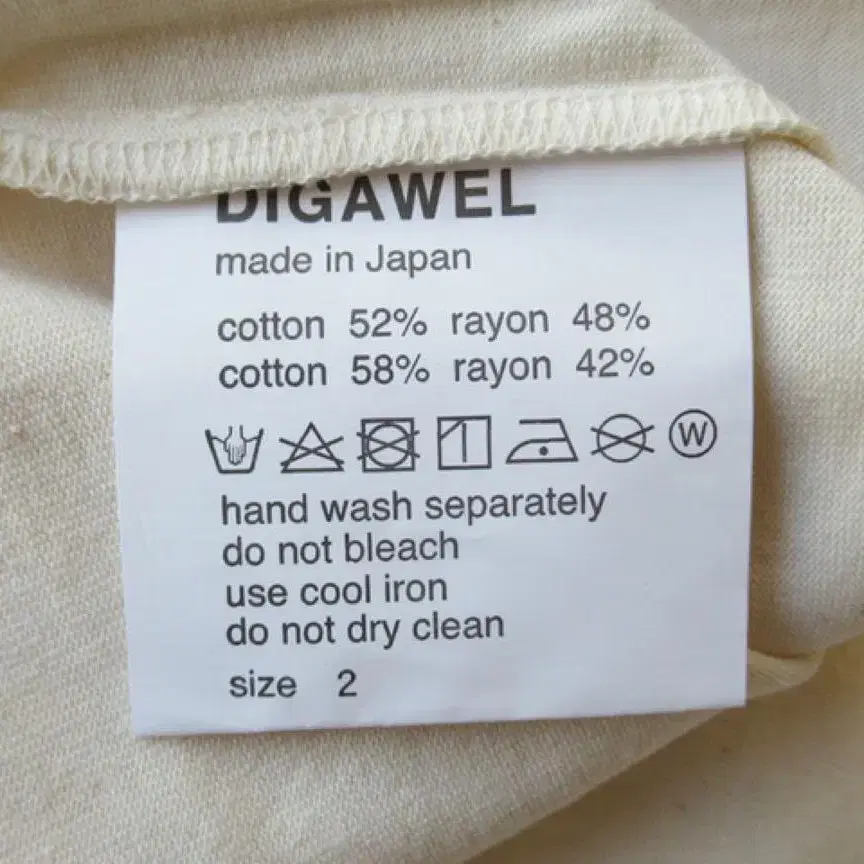 DIGAWEL
made in Japan
cotton 52% rayon 48%
cotton 58% rayon 42%
W
hand wash separately
do not bleach
use cool iron
do not dry clean
size 2